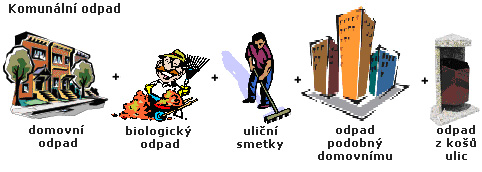 Komunální odpad
+ + + +
domovní
odpad
biologický
odpad
uliční
smetky
odpad
podobný
domovnímu
odpad
z košů
ulic